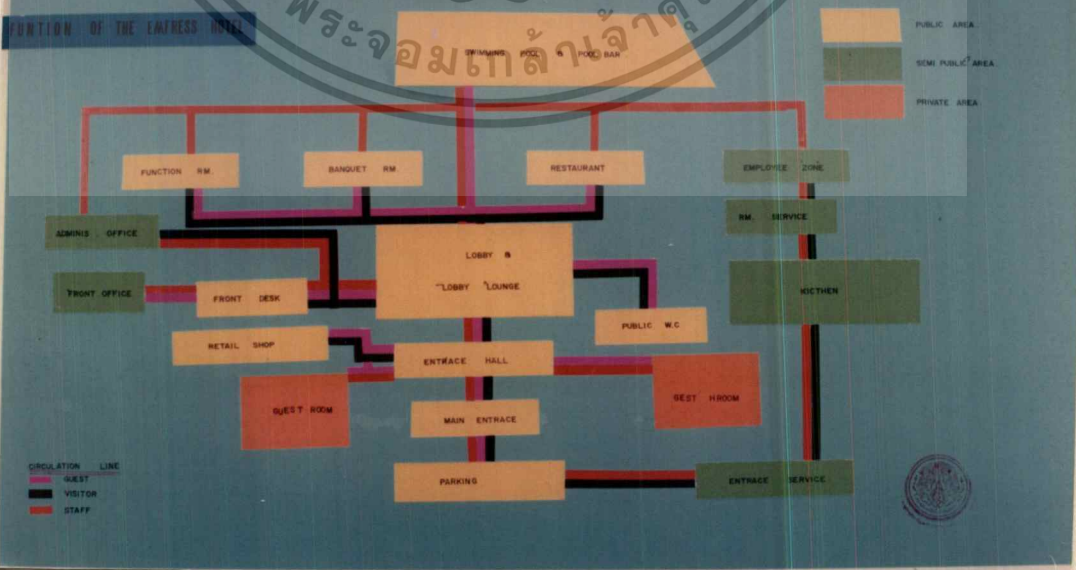 FUNTION OF THE EMTRESS HOTEL
พระจอมเกล้าเจ้าคุ
PUBLIC AREA
SEMI PUBLIC AREA
PRIVATE AREA
SWIMMING POOL & POOL BAR
FUNCTION RM.
BANQUET RM.
RESTAURANT
EMPLOYEE ZONE
RM. SERVICE
ADMINIS. OFFICE
LOBBY &
LOBBY LOUNGE
FRONT OFFICE
FRONT DESK
KICTHEN
PUBLIC W.C
RETAIL SHOP
ENTRACE HALL
GUEST ROOM
BEST HROOM
MAIN ENTRACE
PARKING
ENTRACE SERVICE
CIRCULATION LINE
GUEST
VISITOR
STAFF